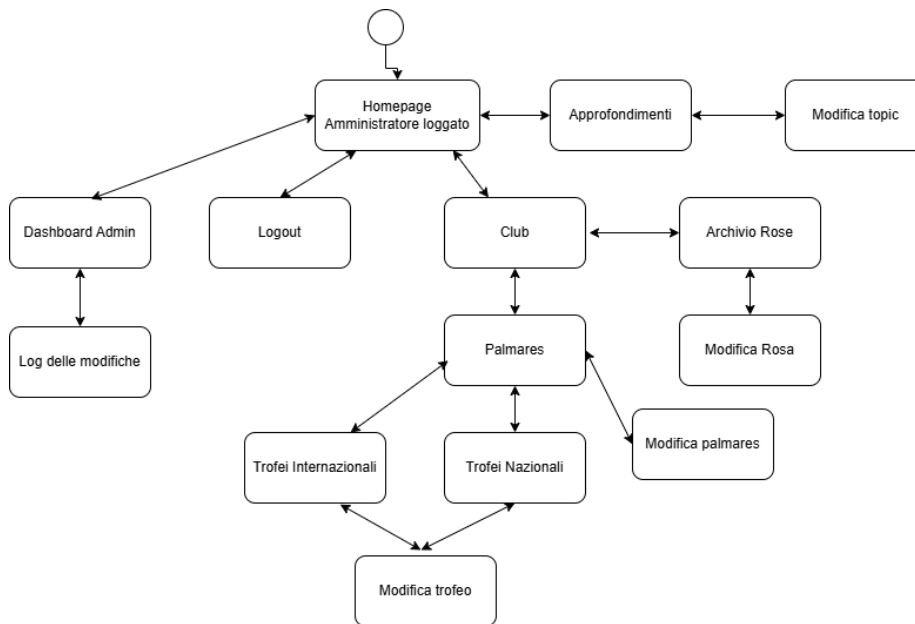 Homepage
Amministratore loggato
Approfondimenti
Modifica topic
Dashboard Admin
Logout
Club
Archivio Rose
Log delle modifiche
Palmares
Modifica Rosa
Trofei Internazionali
Trofei Nazionali
Modifica palmares
Modifica trofeo